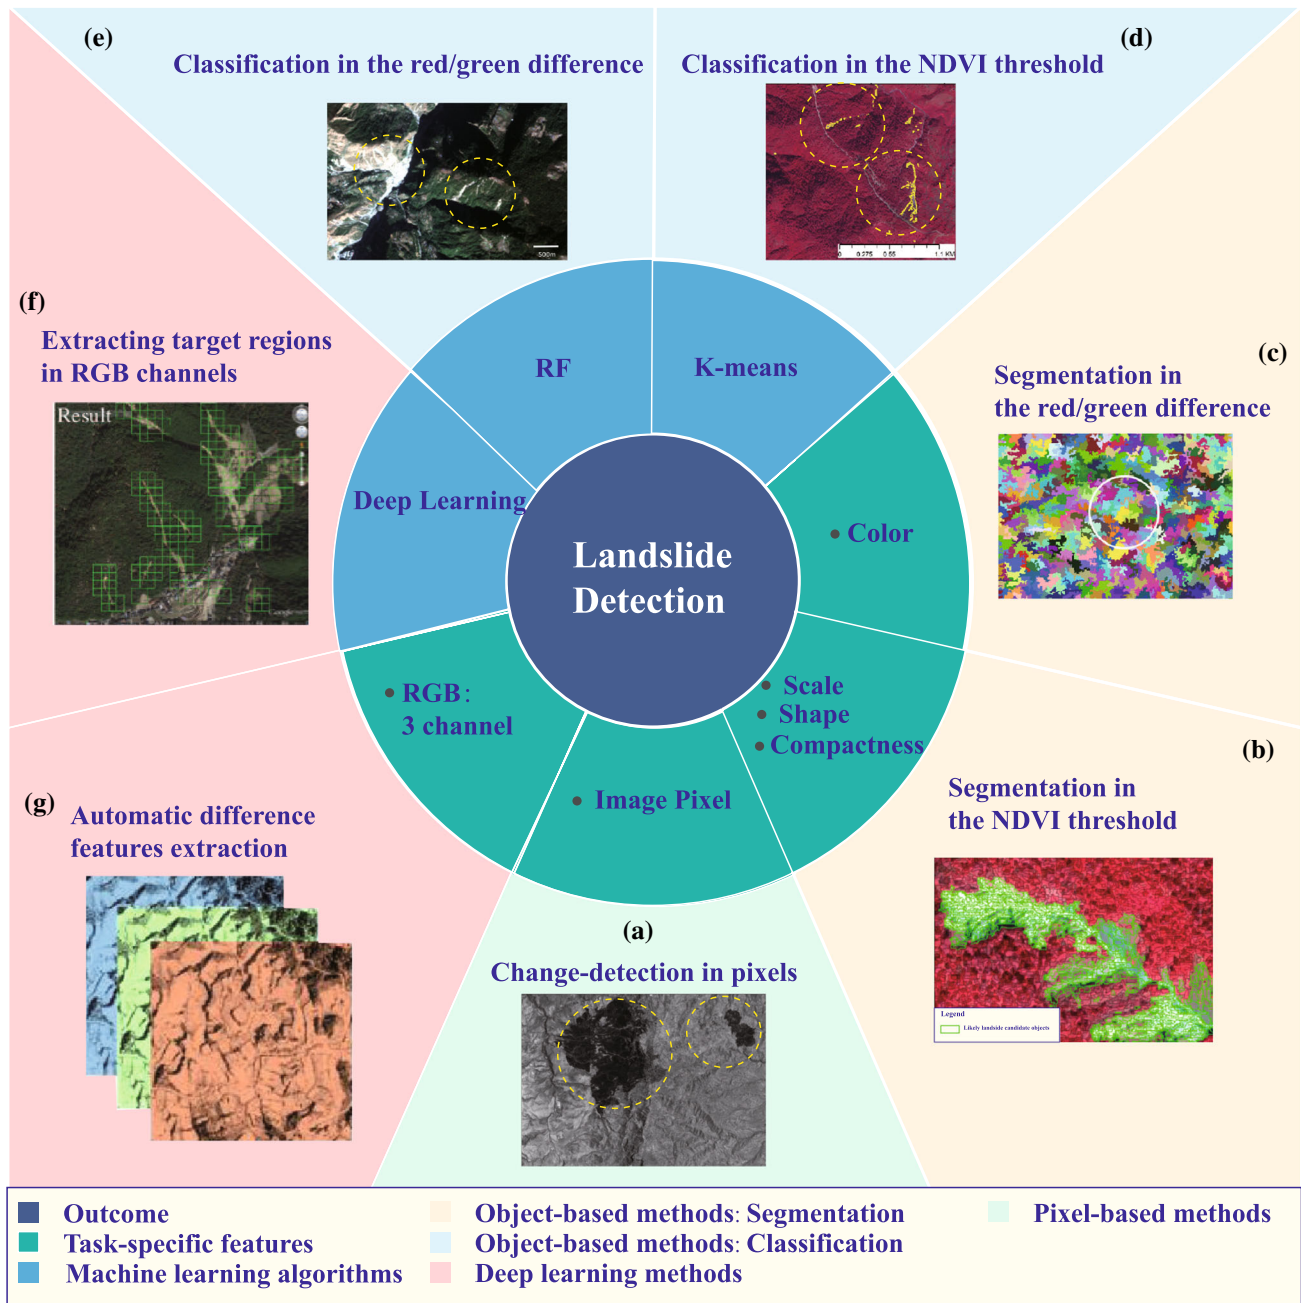 (e)
Classification in the red/green difference
(d)
Classification in the NDVI threshold
500m
0 0.275 0.55 1.1 KM
(f)
Extracting target regions
in RGB channels
Result
(c)
Segmentation in
the red/green difference
RF
K-means
Deep Learning
• Color
Landslide
Detection
• RGB:
3 channel
• Scale
• Shape
• Compactness
• Image Pixel
(g)
Automatic difference
features extraction
(b)
Segmentation in
the NDVI threshold
Legend
Likely landside candidate objects
(a)
Change-detection in pixels
Outcome
Task-specific features
Machine learning algorithms
Object-based methods: Segmentation
Object-based methods: Classification
Deep learning methods
Pixel-based methods